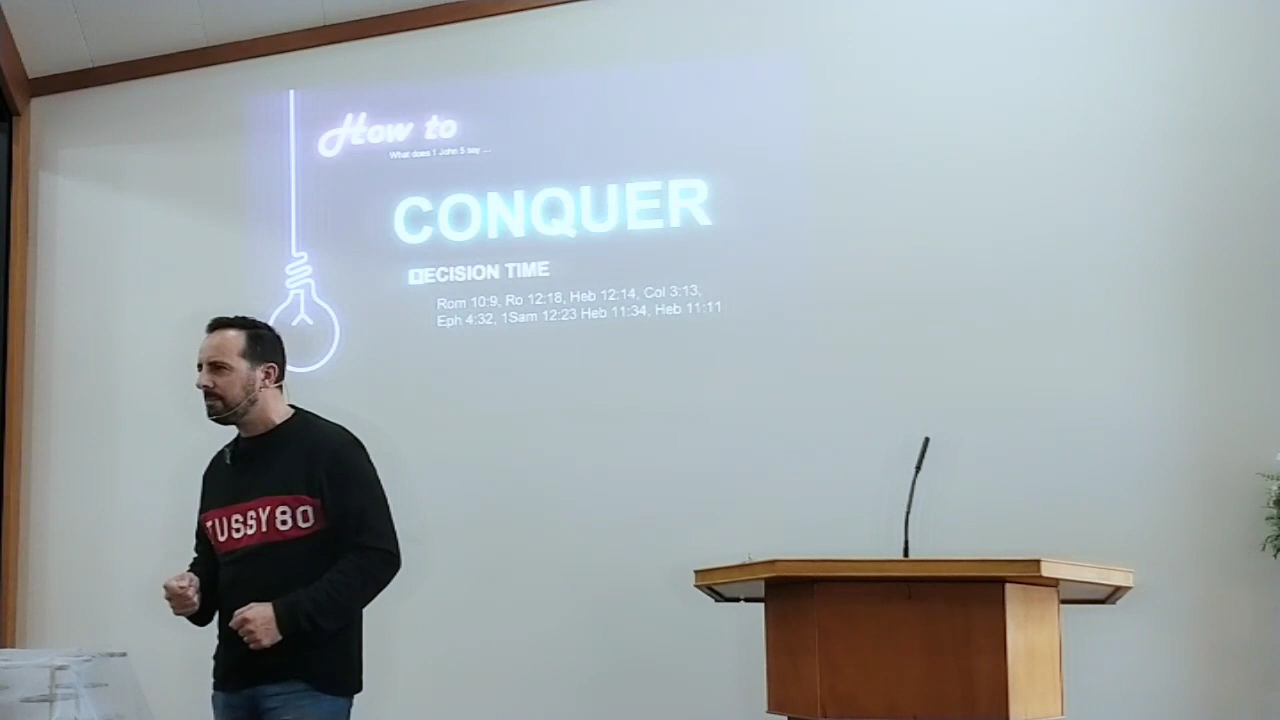 How to
What does 1 John 5 say ...
CONQUER
DECISION TIME
Rom 10:9, Ro 12:18, Heb 12:14, Col 3:13,
Eph 4:32, 1Sam 12:23 Heb 11:34, Heb 11:11
TUSSY80